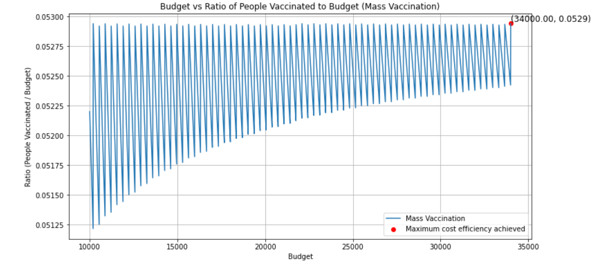 Budget vs Ratio of People Vaccinated to Budget (Mass Vaccination)
(34000.00, 0.0529)
0.05300
0.05275
0.05250
0.05225
0.05200
0.05175
0.05150
0.05125
Ratio (People Vaccinated / Budget)
Mass Vaccination
Maximum cost efficiency achieved
10000 15000 20000 25000 30000 35000
Budget